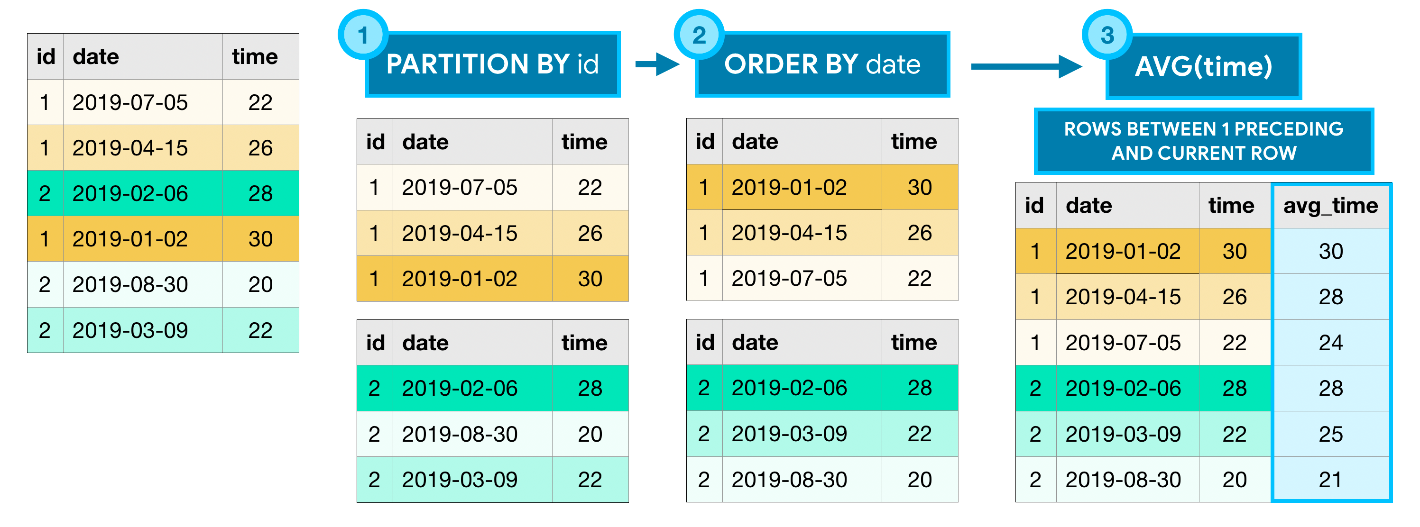 id date time
1 2019-07-05 22
1 2019-04-15 26
2 2019-02-06 28
1 2019-01-02 30
2 2019-08-30 20
2 2019-03-09 22
1
PARTITION BY id
id date time
1 2019-07-05 22
1 2019-04-15 26
1 2019-01-02 30
id date time
2 2019-02-06 28
2 2019-08-30 20
2 2019-03-09 22
2
ORDER BY date
id date time
1 2019-01-02 30
1 2019-04-15 26
1 2019-07-05 22
id date time
2 2019-02-06 28
2 2019-03-09 22
2 2019-08-30 20
3
AVG(time)
ROWS BETWEEN 1 PRECEDING
AND CURRENT ROW
id date time avg_time
1 2019-01-02 30 30
1 2019-04-15 26 28
1 2019-07-05 22 24
2 2019-02-06 28 28
2 2019-03-09 22 25
2 2019-08-30 20 21